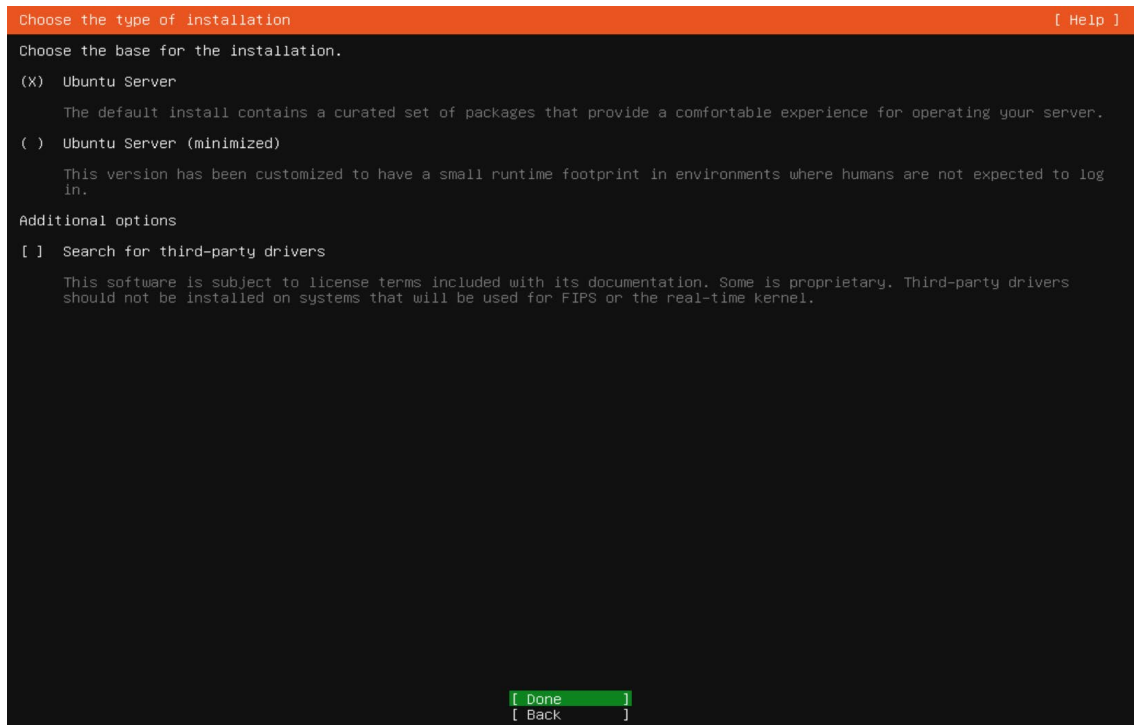 Choose the type of installation [ Help ]
Choose the base for the installation.
(X) Ubuntu Server
The default install contains a curated set of packages that provide a comfortable experience for operating your server.
( ) Ubuntu Server (minimized)
This version has been customized to have a small runtime footprint in environments where humans are not expected to log
in.
Additional options
[ ] Search for third-party drivers
This software is subject to license terms included with its documentation. Some is proprietary. Third-party drivers
should not be installed on systems that will be used for FIPS or the real-time kernel.
[ Done ]
[ Back ]